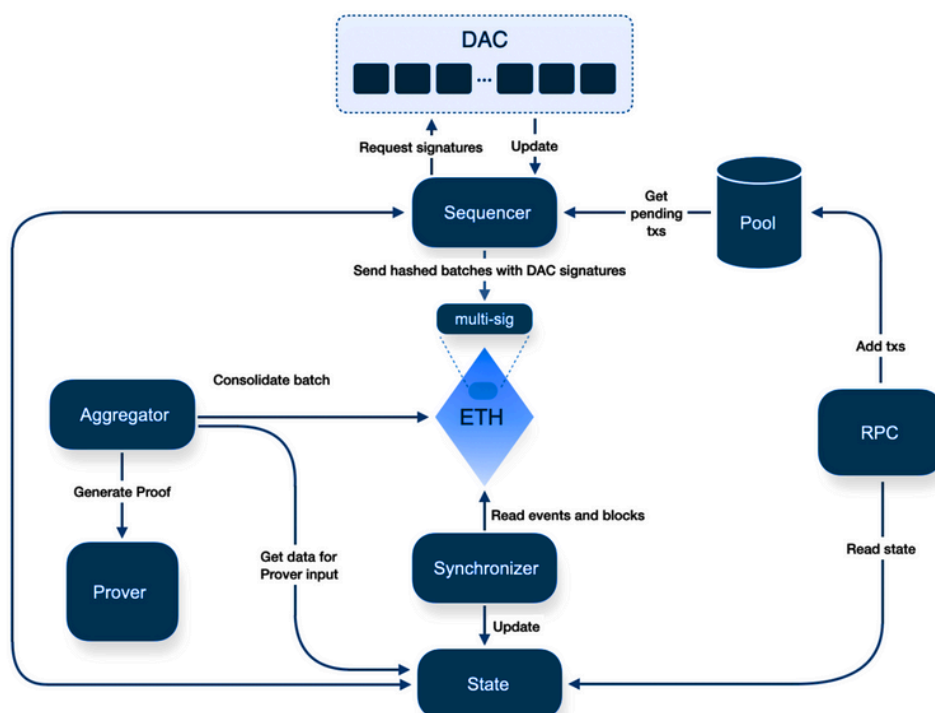 DAC
...
Request signatures
Update
Sequencer
Get
pending
txs
Pool
Send hashed batches with DAC signatures
multi-sig
Add txs
Consolidate batch
Aggregator
ETH
RPC
Generate Proof
Read events and blocks
Read state
Get data for
Prover input
Synchronizer
Prover
Update
State